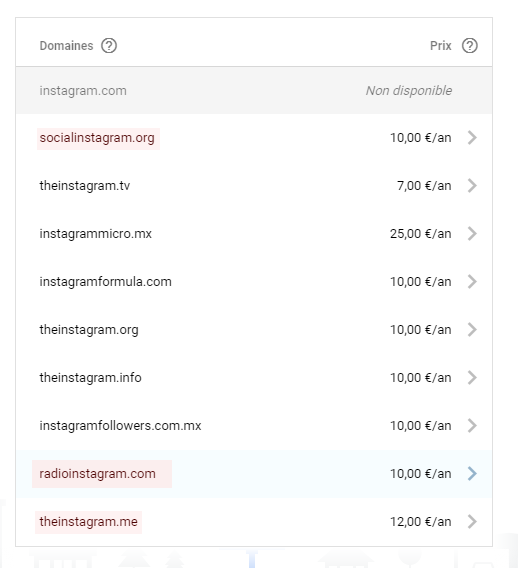 Domaines ? Prix ?
instagram.com Non disponible
socialinstagram.org 10,00 €/an
theinstagram.tv 7,00 €/an
instagrammicro.mx 25,00 €/an
instagramformula.com 10,00 €/an
theinstagram.org 10,00 €/an
theinstagram.info 10,00 €/an
instagramfollowers.com.mx 10,00 €/an
radioinstagram.com 10,00 €/an
theinstagram.me 12,00 €/an